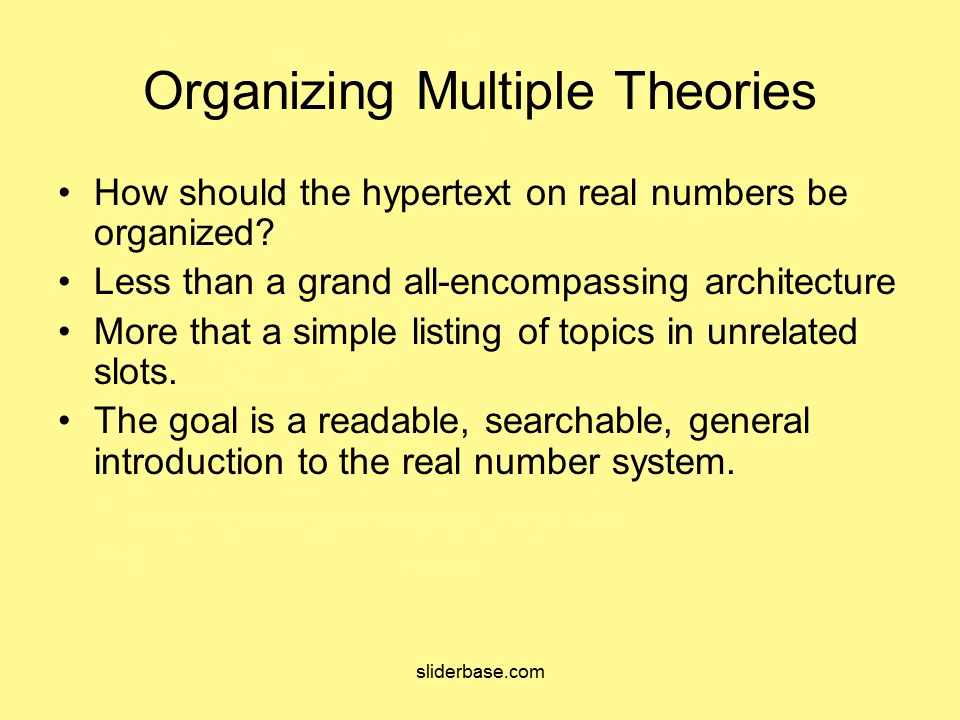 Organizing Multiple Theories
• How should the hypertext on real numbers be
organized?
• Less than a grand all-encompassing architecture
• More that a simple listing of topics in unrelated
slots.
• The goal is a readable, searchable, general
introduction to the real number system.
sliderbase.com